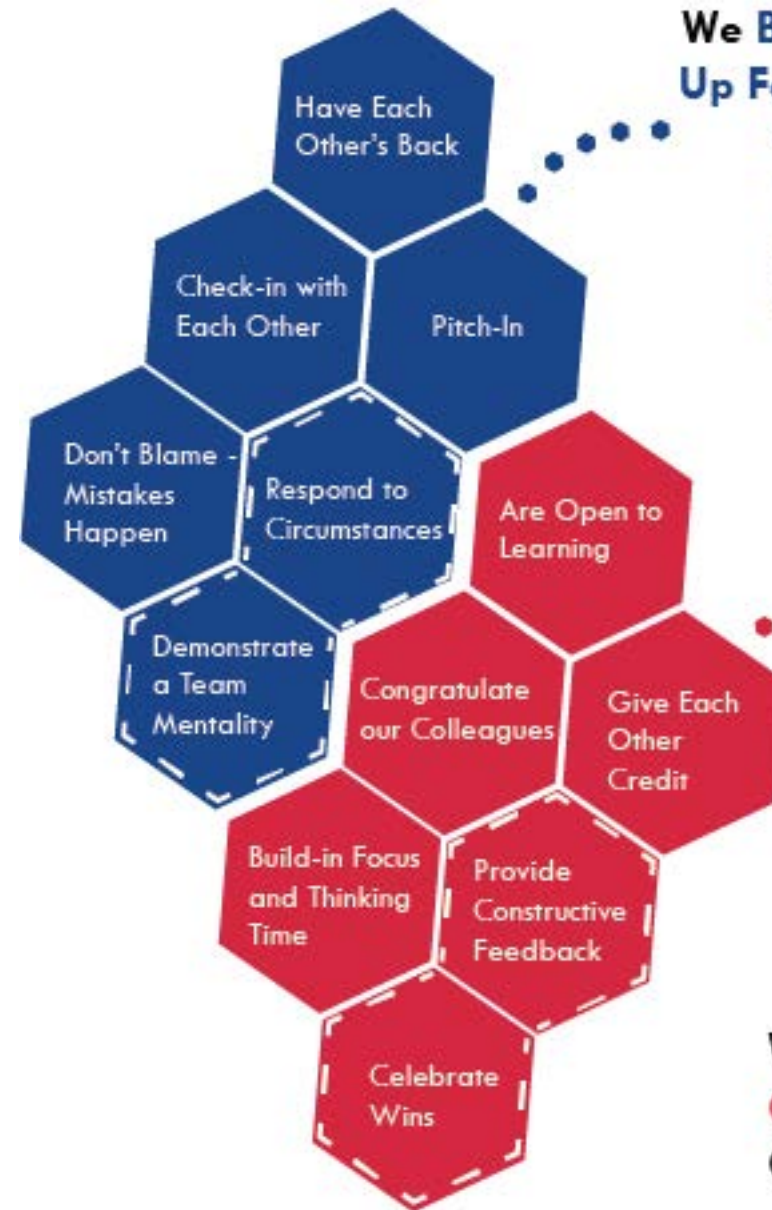 We
Up
Have Each
Other's Back
Check-in with
Each Other
Pitch-In
Don't Blame -
Mistakes
Happen
Respond to
Circumstances
Are Open to
Learning
Demonstrate
a Team
Mentality
Congratulate
our Colleagues
Give Each
Other
Credit
Build-in Focus
and Thinking
Time
Provide
Constructive
Feedback
Celebrate
Wins